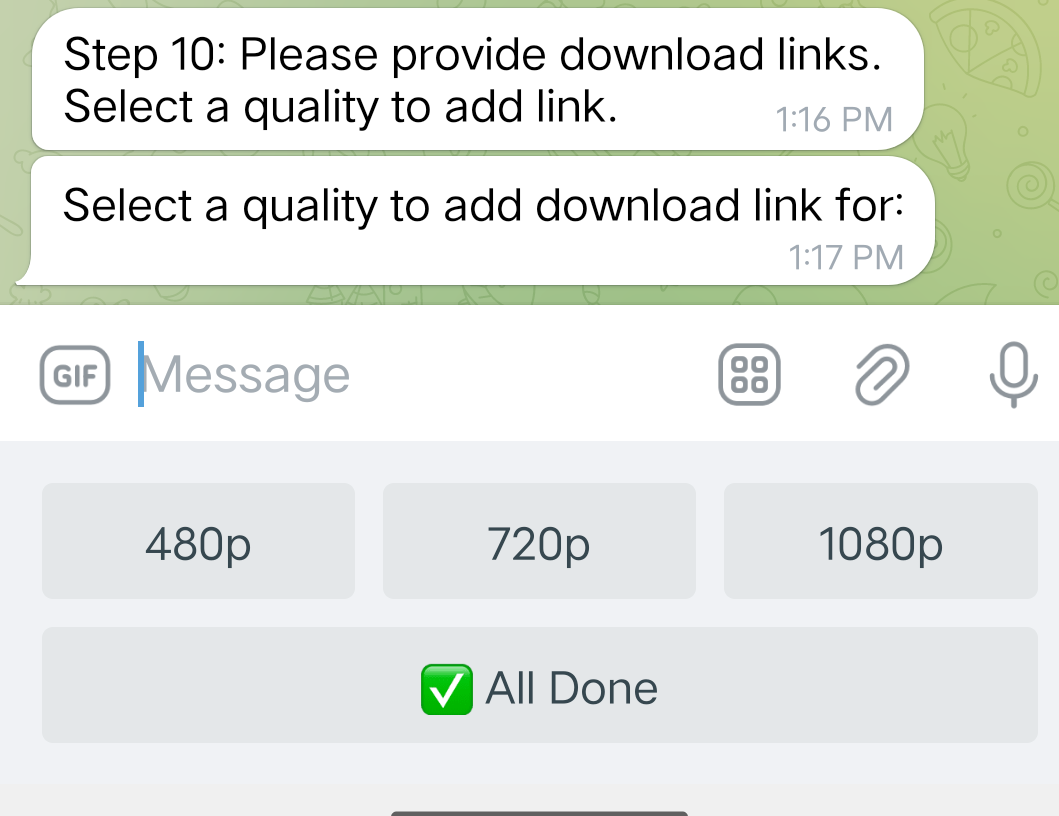 Step 10: Please provide download links.
Select a quality to add link.
1:16 PM
Select a quality to add download link for:
1:17 PM
GIF
Message
480p
720p
1080p
✅ All Done